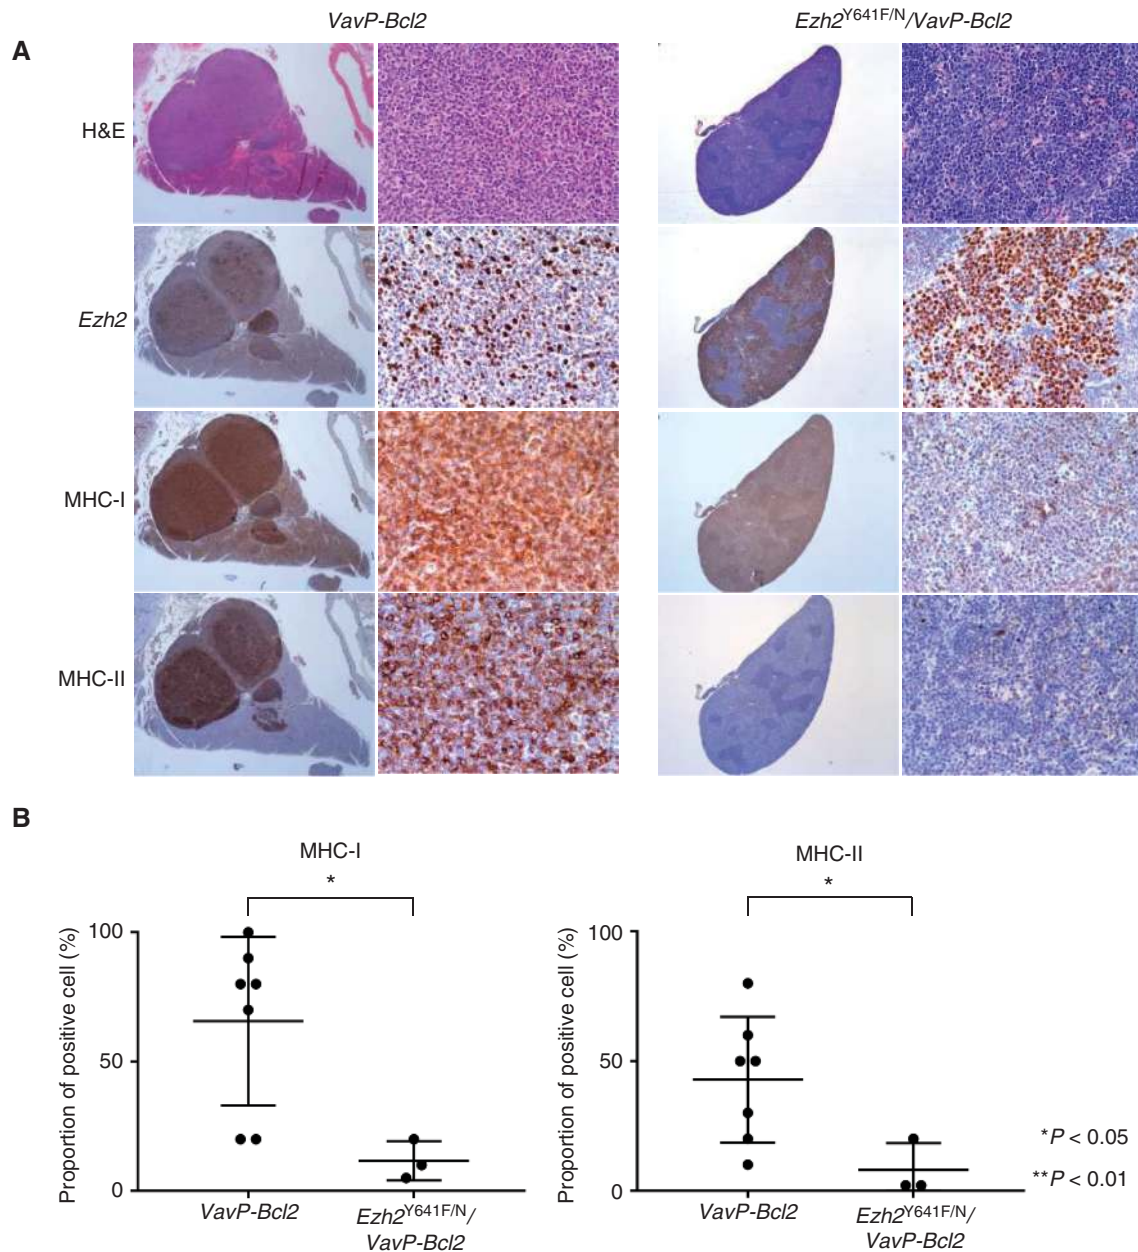 VavP-Bcl2
Ezh2Y641F/N/VavP-Bcl2
A
H&E
Ezh2
MHC-I
MHC-II
B
MHC-I
*
Proportion of positive cell (%)
100
50
0
VavP-Bcl2
Ezh2Y641F/N/
VavP-Bcl2
MHC-II
*
Proportion of positive cell (%)
100
50
0
VavP-Bcl2
Ezh2Y641F/N/
VavP-Bcl2
*P < 0.05
**P < 0.01